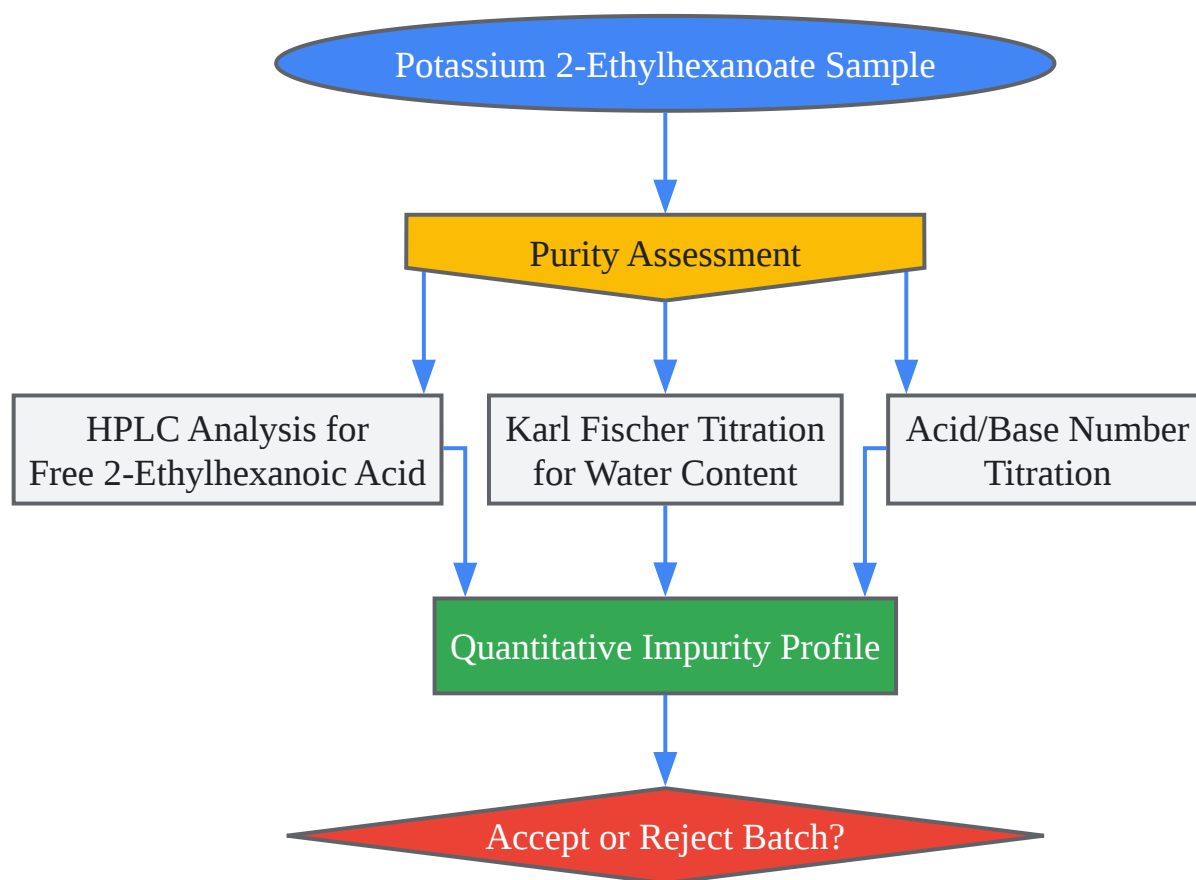 Potassium 2-Ethylhexanoate Sample
Purity Assessment
HPLC Analysis for
Free 2-Ethylhexanoic Acid
Karl Fischer Titration
for Water Content
Acid/Base Number
Titration
Quantitative Impurity Profile
Accept or Reject Batch?